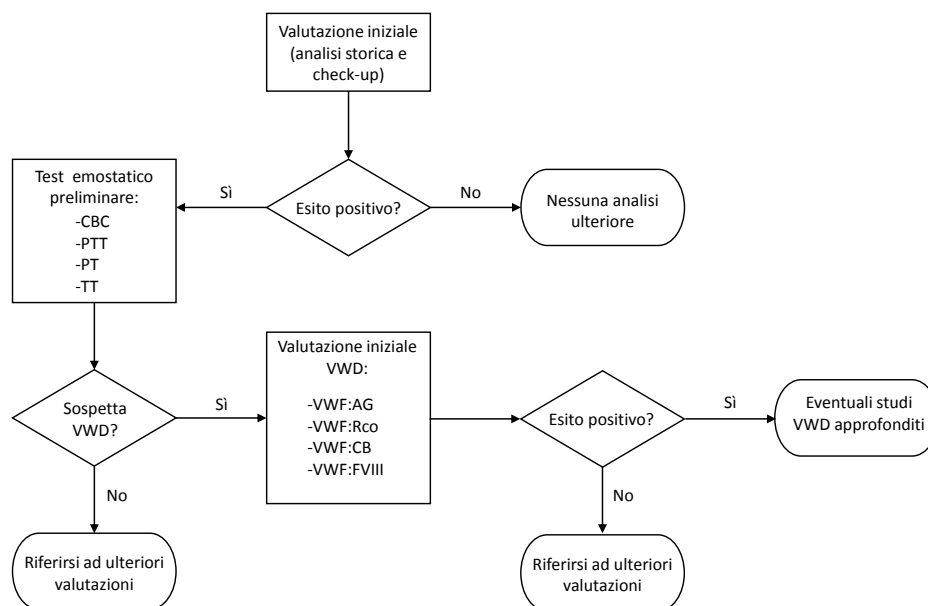 Valutazione iniziale
(analisi storica e
check-up)
Test emostatico
preliminare:
-CBC
-PTT
-PT
-TT
Sì
Esito positivo?
No
Nessuna analisi
ulteriore
Sospetta
VWD?
Sì
Valutazione iniziale
VWD:
-VWF:AG
-VWF:Rco
-VWF:CB
-VWF:FVIII
Esito positivo?
Sì
Eventuali studi
VWD approfonditi
No
Riferirsi ad ulteriori
valutazioni
No
Riferirsi ad ulteriori
valutazioni